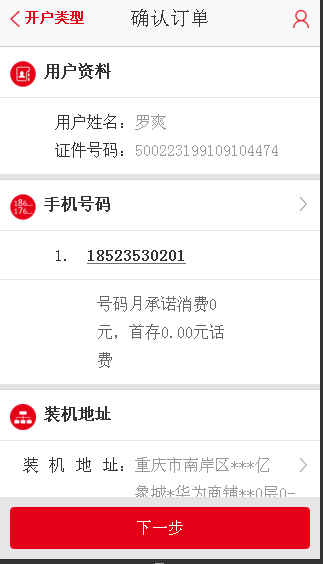 开户类型
确认订单
用户资料
用户姓名：罗爽
证件号码：500223199109104474
186...
176...
手机号码
1. 18523530201
号码月承诺消费0
元，首存0.00元话
费
装机地址
装 机 地 址：重庆市南岸区***亿
象城*华为商铺**0层0-
下一步